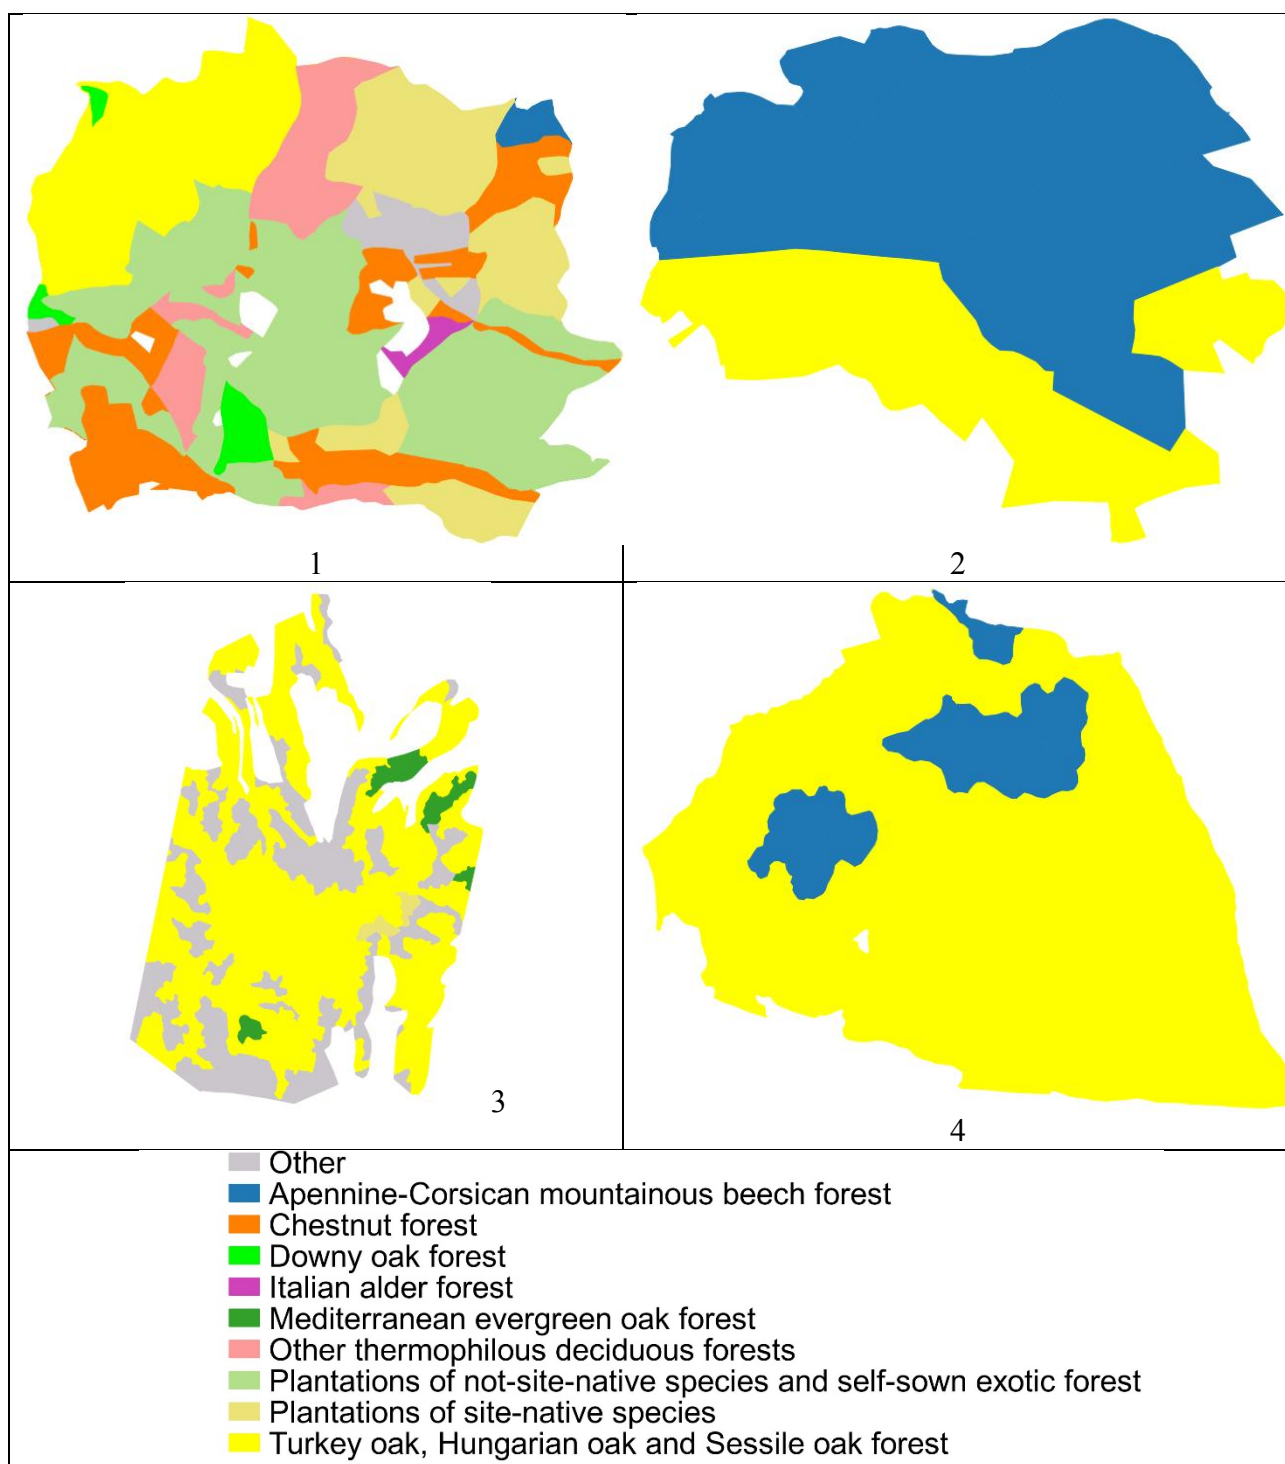 1
2
3
4
Other
Apennine-Corsican mountainous beech forest
Chestnut forest
Downy oak forest
Italian alder forest
Mediterranean evergreen oak forest
Other thermophilous deciduous forests
Plantations of not-site-native species and self-sown exotic forest
Plantations of site-native species
Turkey oak, Hungarian oak and Sessile oak forest